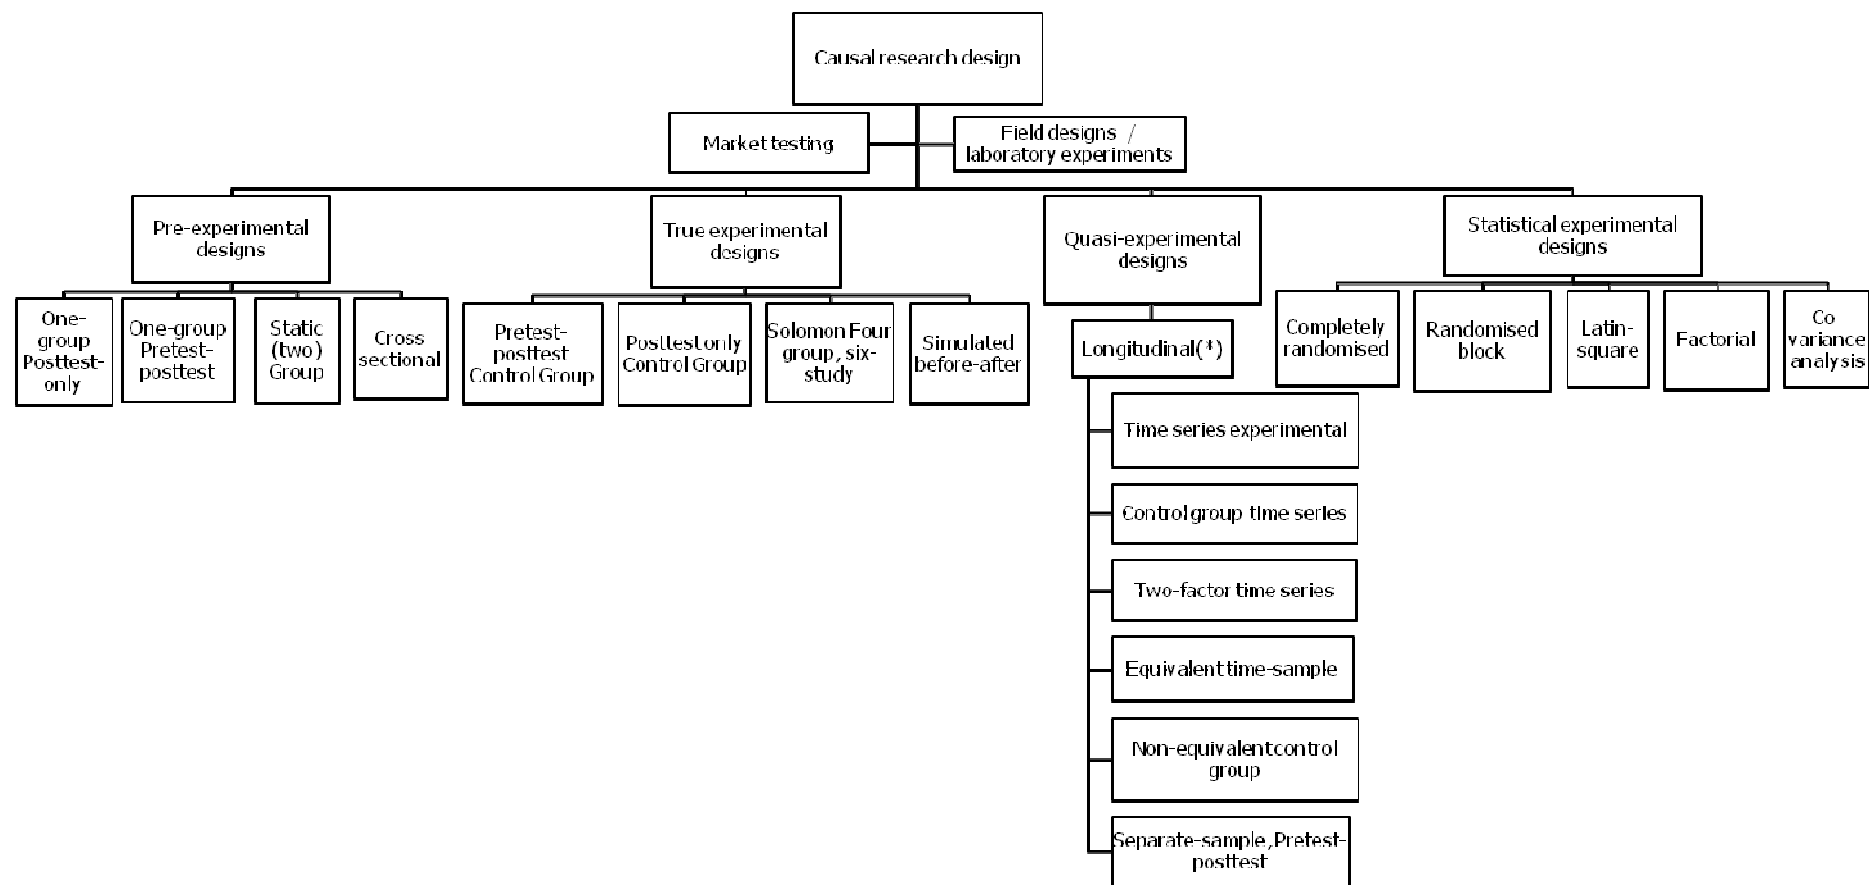 Causal research design
Market testing
Field designs /
laboratory experiments
Pre-experimental
designs
True experimental
designs
Quasi-experimental
designs
Statistical experimental
designs
One-
group
Posttest-
only
One-group
Pretest-
posttest
Static
(two)
Group
Cross
sectional
Pretest-
posttest
Control Group
Posttest only
Control Group
Solomon Four
group, six-
study
Simulated
before-after
Longitudinal(*)
Completely
randomised
Randomised
block
Latin-
square
Factorial
Co
variance
analysis
Time series experimental
Control group time series
Two-factor time series
Equivalent time-sample
Non-equivalent control
group
Separate-sample, Pretest-
posttest